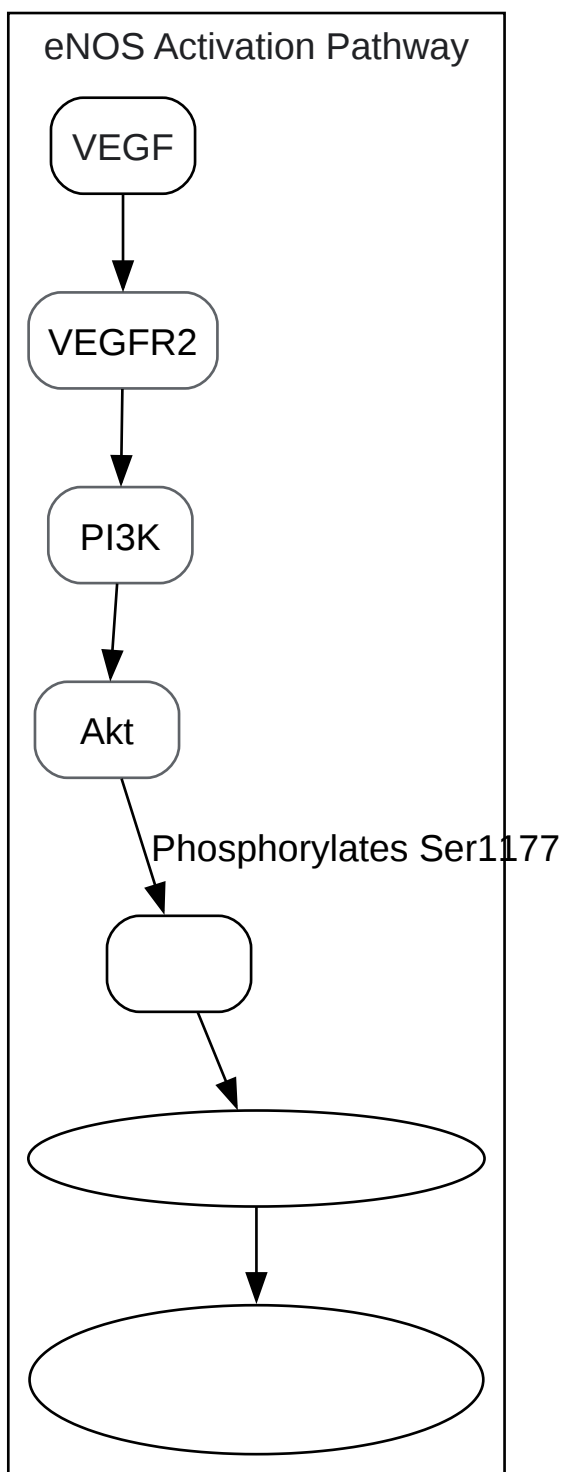 eNOS Activation Pathway
VEGF
VEGFR2
PI3K
Akt
Phosphorylates Ser1177